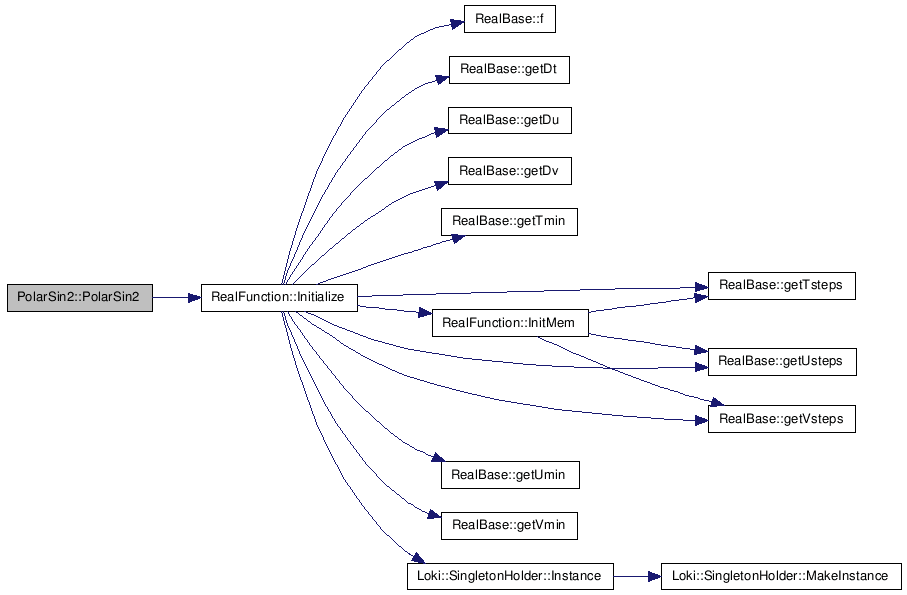 RealBase::f
RealBase::getDt
RealBase::getDu
RealBase::getDv
RealBase::getTmin
PolarSin2::PolarSin2
RealFunction::Initialize
RealBase::getTsteps
RealFunction::InitMem
RealBase::getUsteps
RealBase::getVsteps
RealBase::getUmin
RealBase::getVmin
Loki::SingletonHolder::Instance
Loki::SingletonHolder::MakeInstance